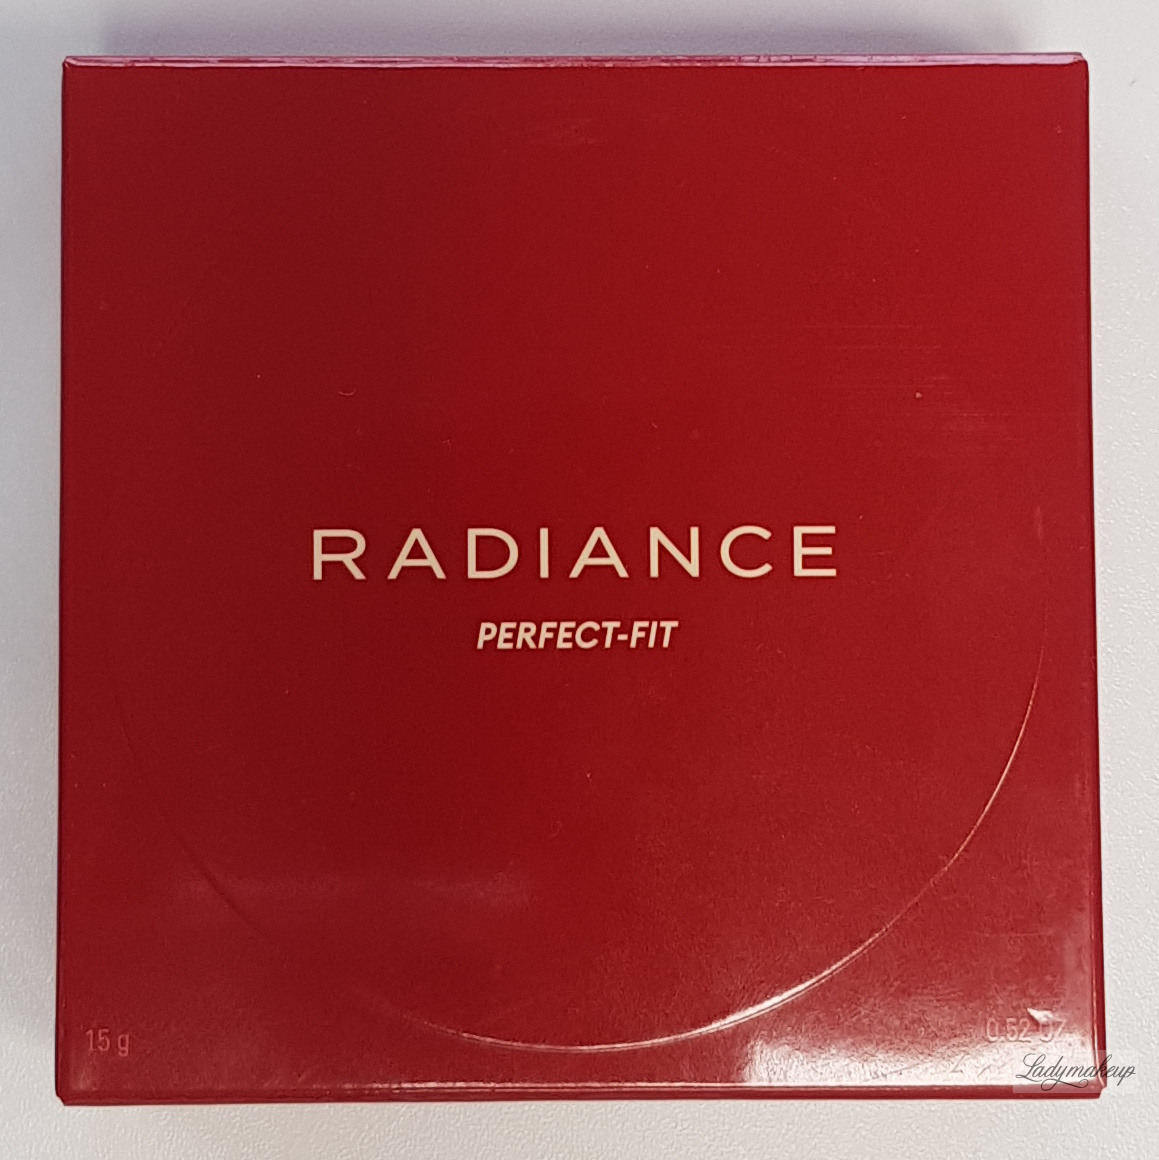 RADIANCE
PERFECT-FIT
15 g
0.52 oz
Ladymakeup